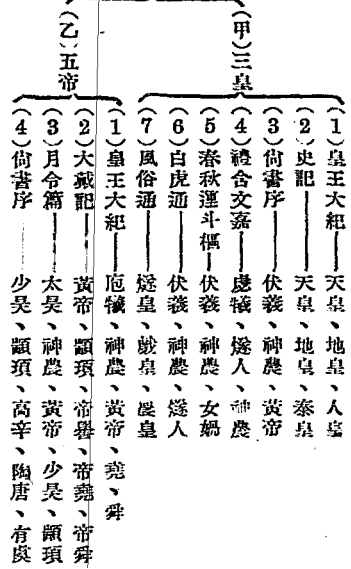 (甲)三皇
(1)皇王大紀——天皇、地皇、人皇
(2)史記——天皇、地皇、泰皇
(3)尙書序——伏羲、神農、黃帝
(4)禮含文嘉——虙犧、燧人、神農
(5)春秋運斗樞——伏羲、神農、女媧
(6)白虎通——伏羲、神農、燧人
(7)風俗通——燧皇、戲皇、農皇
(乙)五帝
(1)皇王大紀——庖犧、神農、黃帝、堯、舜
(2)大戴記——黃帝、顓頊、帝嚳、帝堯、帝舜
(3)月令篇——太昊、神農、黃帝、少昊、顓頊
(4)尙書序——少昊、顓頊、高辛、陶唐、有虞